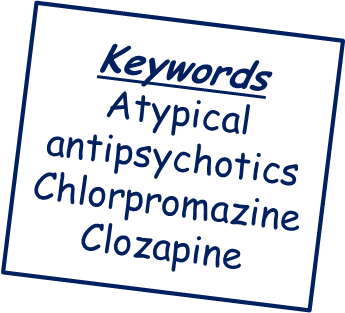 Keywords
Atypical
antipsychotics
Chlorpromazine
Clozapine